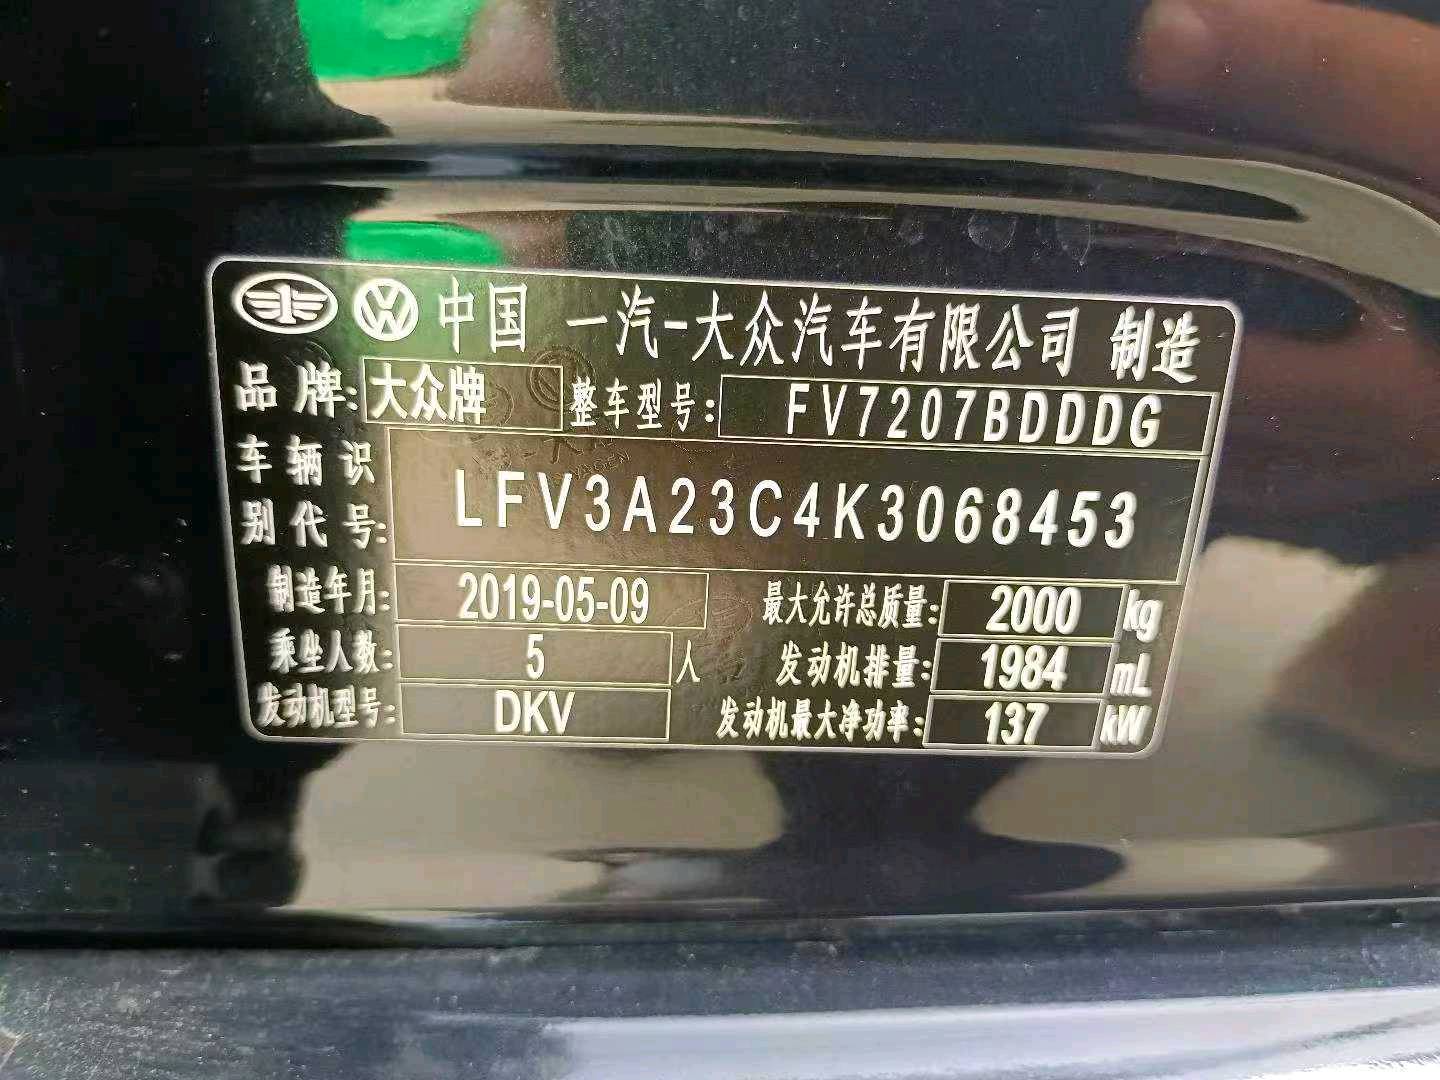 中国 一汽-大众汽车有限公司 制造
品牌: 大众牌 整车型号: FV7207BDDDG
车辆识别代号: LFV3A23C4K3068453
制造年月: 2019-05-09 最大允许总质量: 2000 kg
乘坐人数: 5 人 发动机排量: 1984 mL
发动机型号: DKV 发动机最大净功率: 137 kW